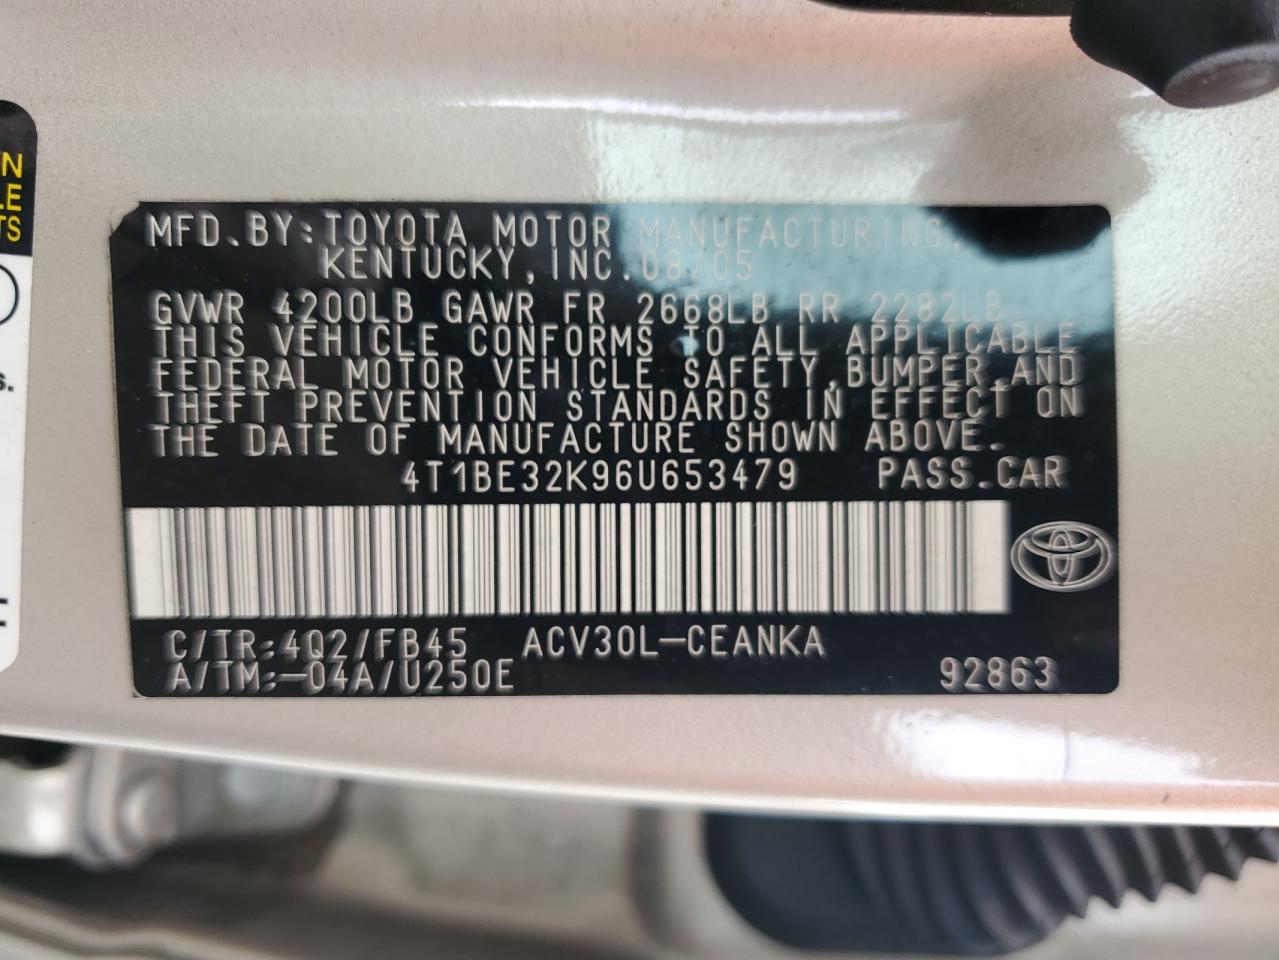 N
LE
TS
s.
MFD.BY:TOYOTA MOTOR MANUFACTURING,
KENTUCKY,INC.08/05
GVWR 4200LB GAWR FR 2668LB RR 2282LB
THIS VEHICLE CONFORMS TO ALL APPLICABLE
FEDERAL MOTOR VEHICLE SAFETY,BUMPER,AND
THEFT PREVENTION STANDARDS IN EFFECT ON
THE DATE OF MANUFACTURE SHOWN ABOVE.
4T1BE32K96U653479 PASS.CAR
C/TR:4Q2/FB45 ACV30L-CEANKA
A/TM:-04A/U250E 92863